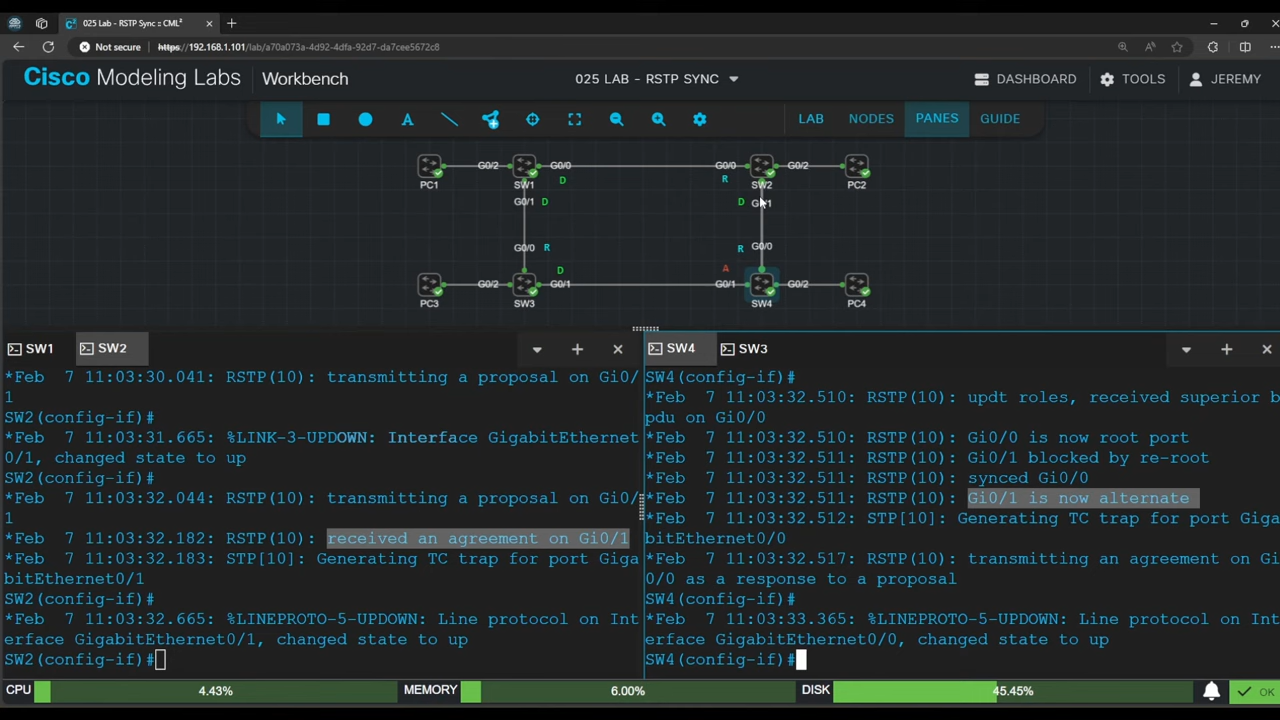 025 Lab - RSTP Sync :: CML²
Not secure https://192.168.1.101/lab/a70a073a-4d92-4dfa-92d7-da7cee5672c8
Cisco Modeling Labs Workbench 025 LAB - RSTP SYNC DASHBOARD TOOLS JEREMY
A LAB NODES PANES GUIDE
G0/2 G0/0 G0/0 G0/2
PC1 SW1 D R SW2 PC2
G0/1 D D G0/1
G0/0 R R G0/0
D A
G0/2 G0/1 G0/1 G0/2
PC3 SW3 SW4 PC4
SW1 SW2
*Feb 7 11:03:30.041: RSTP(10): transmitting a proposal on Gi0/
1
SW2(config-if)#
*Feb 7 11:03:31.665: %LINK-3-UPDOWN: Interface GigabitEthernet
0/1, changed state to up
SW2(config-if)#
*Feb 7 11:03:32.044: RSTP(10): transmitting a proposal on Gi0/
1
*Feb 7 11:03:32.182: RSTP(10): received an agreement on Gi0/1
*Feb 7 11:03:32.183: STP[10]: Generating TC trap for port Giga
bitEthernet0/1
SW2(config-if)#
*Feb 7 11:03:32.665: %LINEPROTO-5-UPDOWN: Line protocol on Int
erface GigabitEthernet0/1, changed state to up
SW2(config-if)#
SW4 SW3
SW4(config-if)#
*Feb 7 11:03:32.510: RSTP(10): updt roles, received superior b
pdu on Gi0/0
*Feb 7 11:03:32.510: RSTP(10): Gi0/0 is now root port
*Feb 7 11:03:32.511: RSTP(10): Gi0/1 blocked by re-root
*Feb 7 11:03:32.511: RSTP(10): synced Gi0/0
*Feb 7 11:03:32.511: RSTP(10): Gi0/1 is now alternate
*Feb 7 11:03:32.512: STP[10]: Generating TC trap for port Giga
bitEthernet0/0
*Feb 7 11:03:32.517: RSTP(10): transmitting an agreement on Gi
0/0 as a response to a proposal
SW4(config-if)#
*Feb 7 11:03:33.365: %LINEPROTO-5-UPDOWN: Line protocol on Int
erface GigabitEthernet0/0, changed state to up
SW4(config-if)#
CPU 4.43% MEMORY 6.00% DISK 45.45% OK